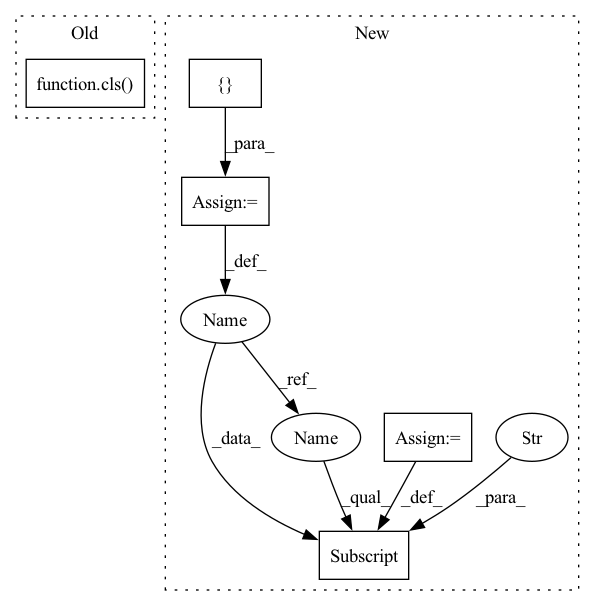 Old
New
function.cls()
{}
_para_
Assign:=
_def_
Name
_ref_
_data_
Name
Assign:=
Str
_qual_
_def_
_para_
Subscript